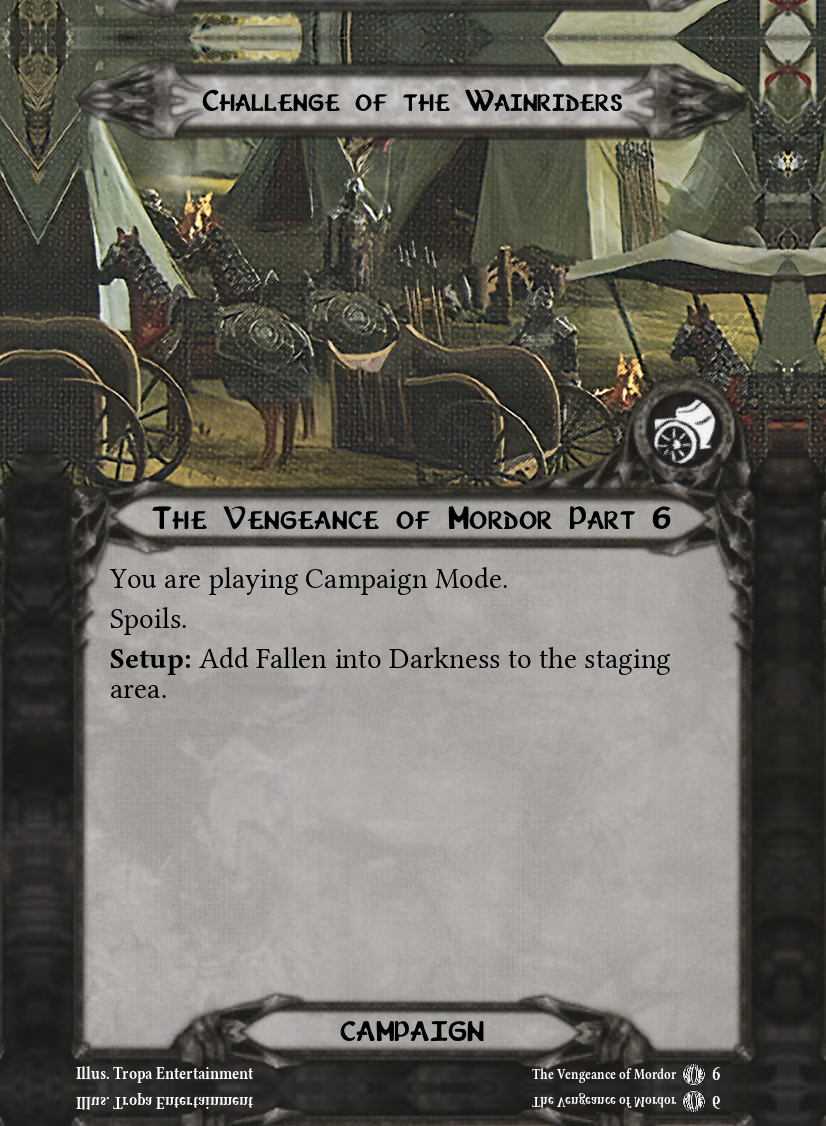 Challenge of the Wainriders
The Vengeance of Mordor Part 6
You are playing Campaign Mode.
Spoils.
Setup: Add Fallen into Darkness to the staging
area.
CAMPAIGN
Illus. Tropa Entertainment
The Vengeance of Mordor 6
Illus. Tropa Entertainment
The Vengeance of Mordor 6